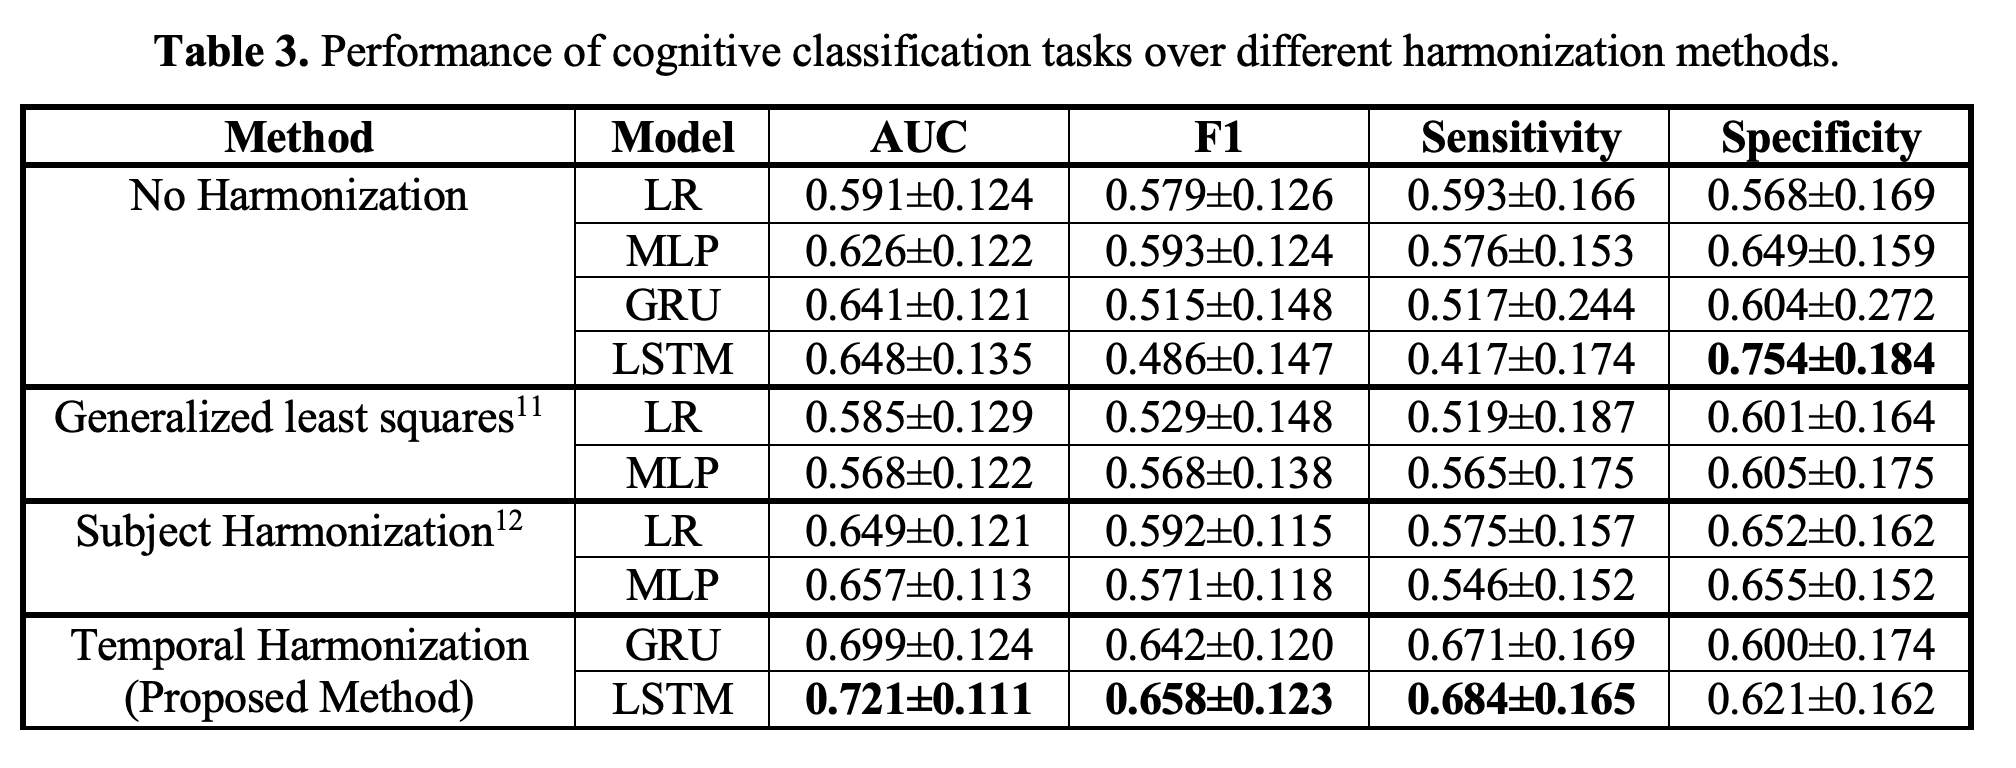 Table 3. Performance of cognitive classification tasks over different harmonization methods.
Method Model AUC F1 Sensitivity Specificity
No Harmonization LR 0.591±0.124 0.579±0.126 0.593±0.166 0.568±0.169
MLP 0.626±0.122 0.593±0.124 0.576±0.153 0.649±0.159
GRU 0.641±0.121 0.515±0.148 0.517±0.244 0.604±0.272
LSTM 0.648±0.135 0.486±0.147 0.417±0.174 0.754±0.184
Generalized least squares¹¹ LR 0.585±0.129 0.529±0.148 0.519±0.187 0.601±0.164
MLP 0.568±0.122 0.568±0.138 0.565±0.175 0.605±0.175
Subject Harmonization¹² LR 0.649±0.121 0.592±0.115 0.575±0.157 0.652±0.162
MLP 0.657±0.113 0.571±0.118 0.546±0.152 0.655±0.152
Temporal Harmonization GRU 0.699±0.124 0.642±0.120 0.671±0.169 0.600±0.174
(Proposed Method) LSTM 0.721±0.111 0.658±0.123 0.684±0.165 0.621±0.162